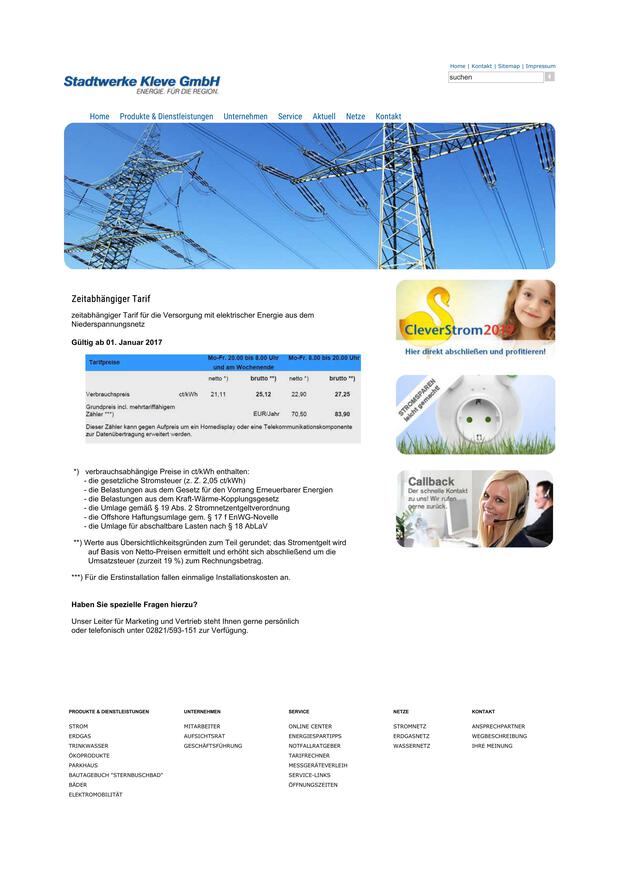 Home | Kontakt | Sitemap | Impressum
suchen
Stadtwerke Kleve GmbH
ENERGIE. FÜR DIE REGION.
Home Produkte & Dienstleistungen Unternehmen Service Aktuell Netze Kontakt
Zeitabhängiger Tarif
zeitabhängiger Tarif für die Versorgung mit elektrischer Energie aus dem
Niederspannungsnetz
Gültig ab 01. Januar 2017
Tarifpreise Mo-Fr. 20.00 bis 8.00 Uhr Mo-Fr. 8.00 bis 20.00 Uhr
und am Wochenende
netto *) brutto **) netto *) brutto **)
Verbrauchspreis ct/kWh 21,11 25,12 22,90 27,25
Grundpreis incl. mehrtariffähigem
Zähler ***) EUR/Jahr 70,50 83,90
Dieser Zähler kann gegen Aufpreis um ein Homedisplay oder eine Telekommunikationskomponente
zur Datenübertragung erweitert werden.
*) verbrauchsabhängige Preise in ct/kWh enthalten:
- die gesetzliche Stromsteuer (z. Z. 2,05 ct/kWh)
- die Belastungen aus dem Gesetz für den Vorrang Erneuerbarer Energien
- die Belastungen aus dem Kraft-Wärme-Kopplungsgesetz
- die Umlage gemäß § 19 Abs. 2 Stromnetzentgeltverordnung
- die Offshore Haftungsumlage gem. § 17 f EnWG-Novelle
- die Umlage für abschaltbare Lasten nach § 18 AbLaV
**) Werte aus Übersichtlichkeitsgründen zum Teil gerundet; das Stromentgelt wird
auf Basis von Netto-Preisen ermittelt und erhöht sich abschließend um die
Umsatzsteuer (zurzeit 19 %) zum Rechnungsbetrag.
***) Für die Erstinstallation fallen einmalige Installationskosten an.
Haben Sie spezielle Fragen hierzu?
Unser Leiter für Marketing und Vertrieb steht Ihnen gerne persönlich
oder telefonisch unter 02821/593-151 zur Verfügung.
CleverStrom
Hier direkt abschließen und profitieren!
STROMSPAREN
leicht gemacht!
Callback
Der schnelle Kontakt
zu uns! Wir rufen
gerne zurück.
PRODUKTE & DIENSTLEISTUNGEN
STROM
ERDGAS
TRINKWASSER
ÖKOPRODUKTE
PARKHAUS
BAUTAGEBUCH "STERNBUSCHBAD"
BÄDER
ELEKTROMOBILITÄT
UNTERNEHMEN
MITARBEITER
AUFSICHTSRAT
GESCHÄFTSFÜHRUNG
SERVICE
ONLINE CENTER
ENERGIESPARTIPPS
NOTFALLRATGEBER
TARIFRECHNER
MESSGERÄTEVERLEIH
SERVICE-LINKS
ÖFFNUNGSZEITEN
NETZE
STROMNETZ
ERDGASNETZ
WASSERNETZ
KONTAKT
ANSPRECHPARTNER
WEGBESCHREIBUNG
IHRE MEINUNG